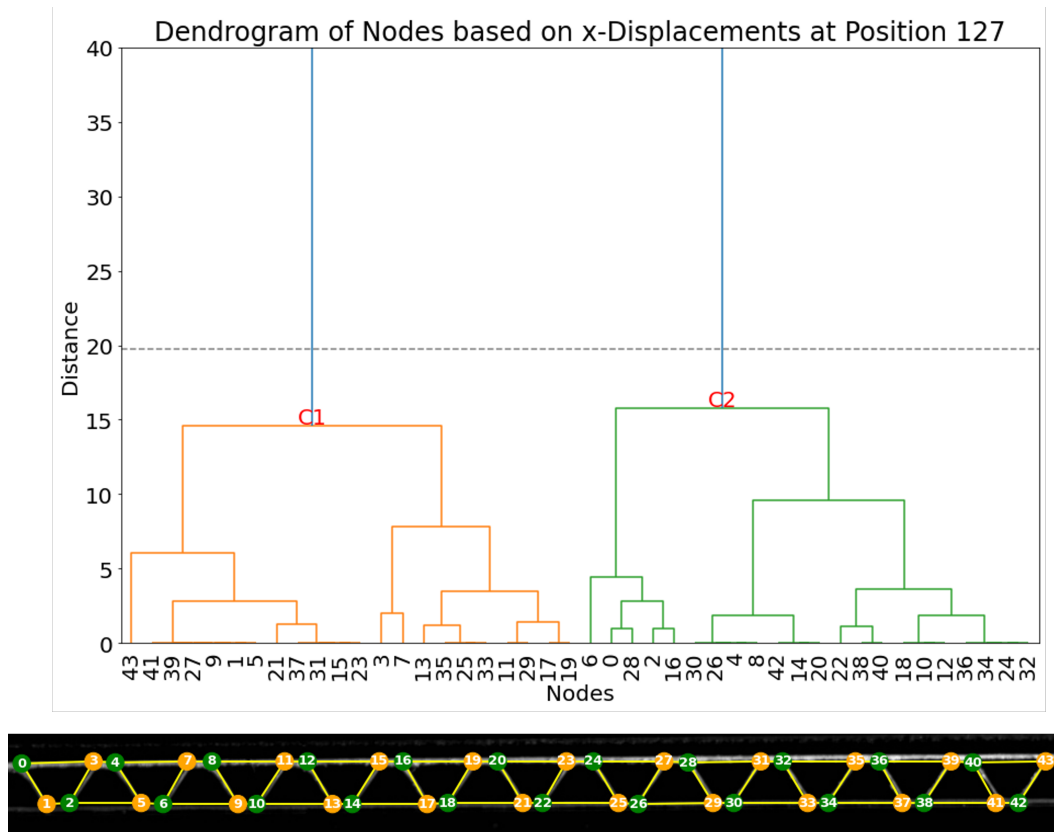 Dendrogram of Nodes based on x-Displacements at Position 127
40
35
30
25
20
15
10
5
0
Distance
C1
C2
43 41 39 27 9 1 5 21 37 31 15 23 3 7 13 35 25 33 11 29 17 19 6 0 28 2 16 30 26 4 8 42 14 20 22 38 40 18 10 12 36 34 24 32
Nodes
0 3 4 7 8 11 12 15 16 19 20 23 24 27 28 31 32 35 36 39 40 43
1 2 5 6 9 10 13 14 17 18 21 22 25 26 29 30 33 34 37 38 41 42